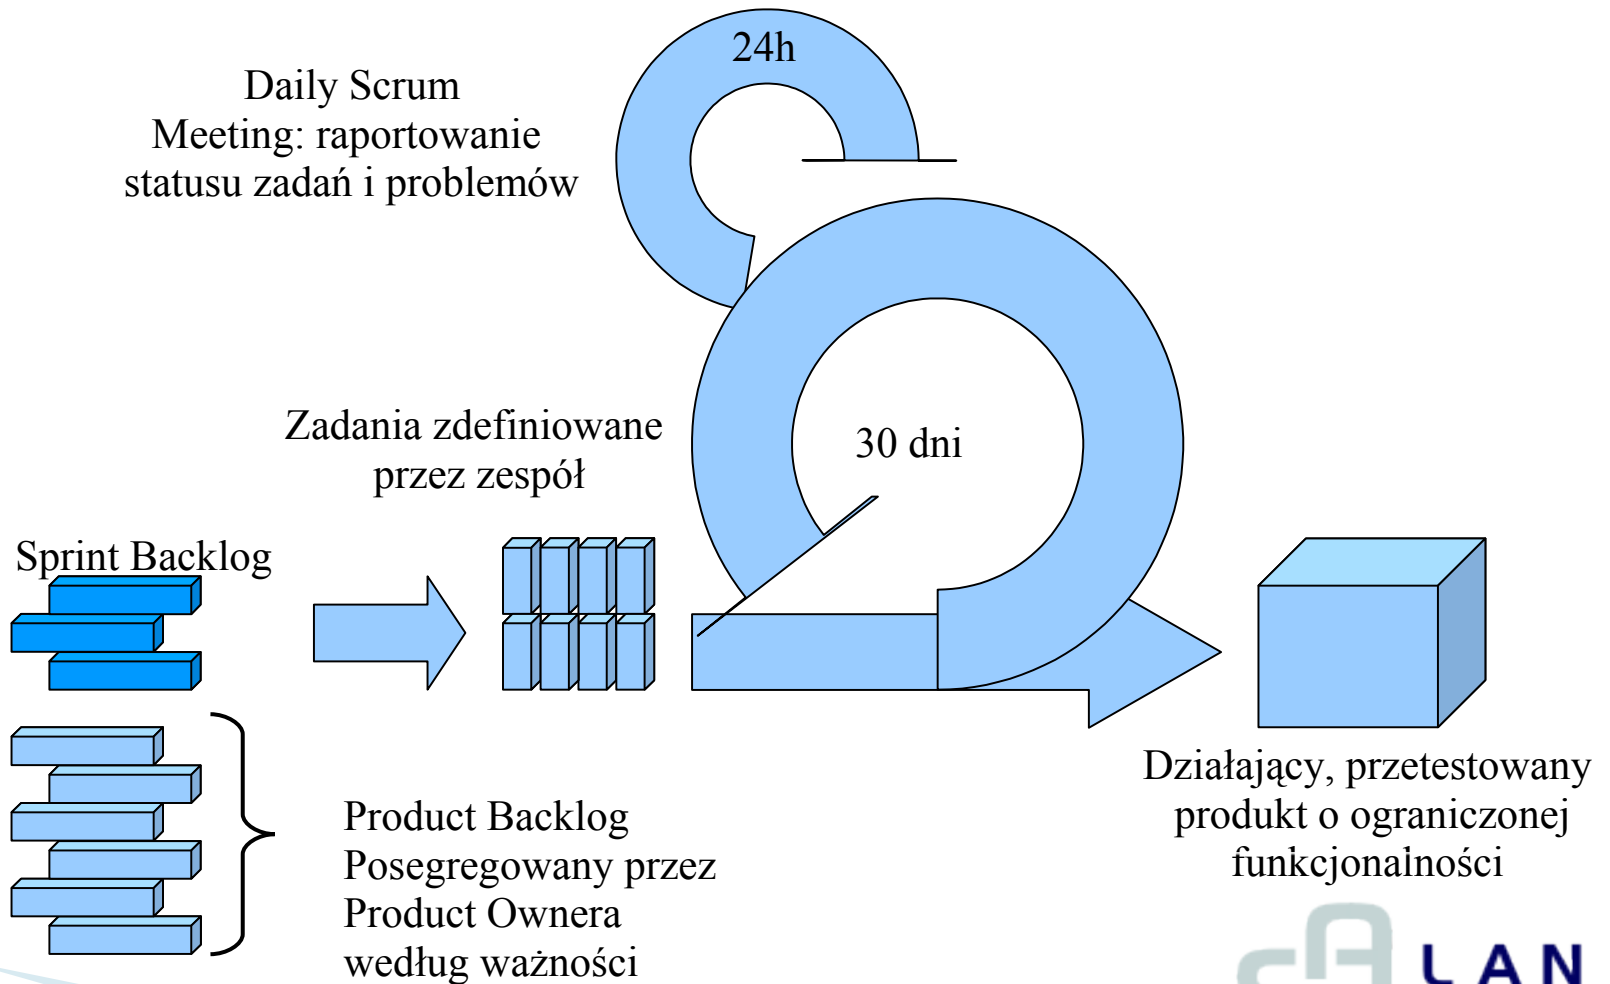 24h
Daily Scrum
Meeting: raportowanie
statusu zadań i problemów
Zadania zdefiniowane
przez zespół
30 dni
Sprint Backlog
Działający, przetestowany
produkt o ograniczonej
funkcjonalności
Product Backlog
Posegregowany przez
Product Ownera
według ważności
LAN